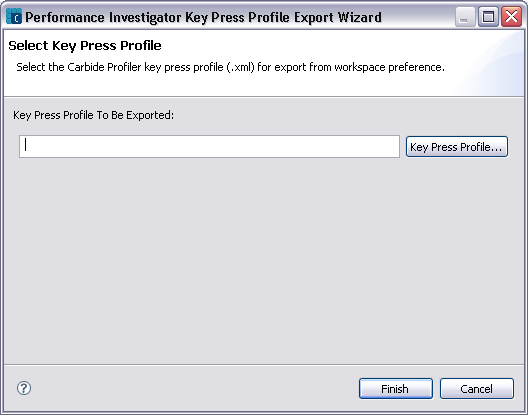 Performance Investigator Key Press Profile Export Wizard
Select Key Press Profile
Select the Carbide Profiler key press profile (.xml) for export from workspace preference.
Key Press Profile To Be Exported:
Key Press Profile...
?
Finish
Cancel